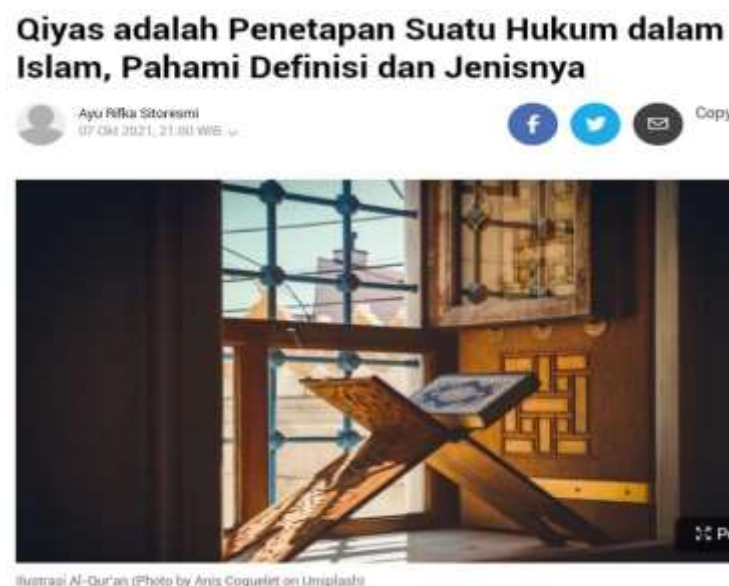 Qiyas adalah Penetapan Suatu Hukum dalam
Islam, Pahami Definisi dan Jenisnya
Ayu Rifka Sitoresmi
07 Okt 2021, 21:00 WIB
Copy
Ilustrasi Al-Qur'an (Photo by Anis Coquelet on Unsplash)